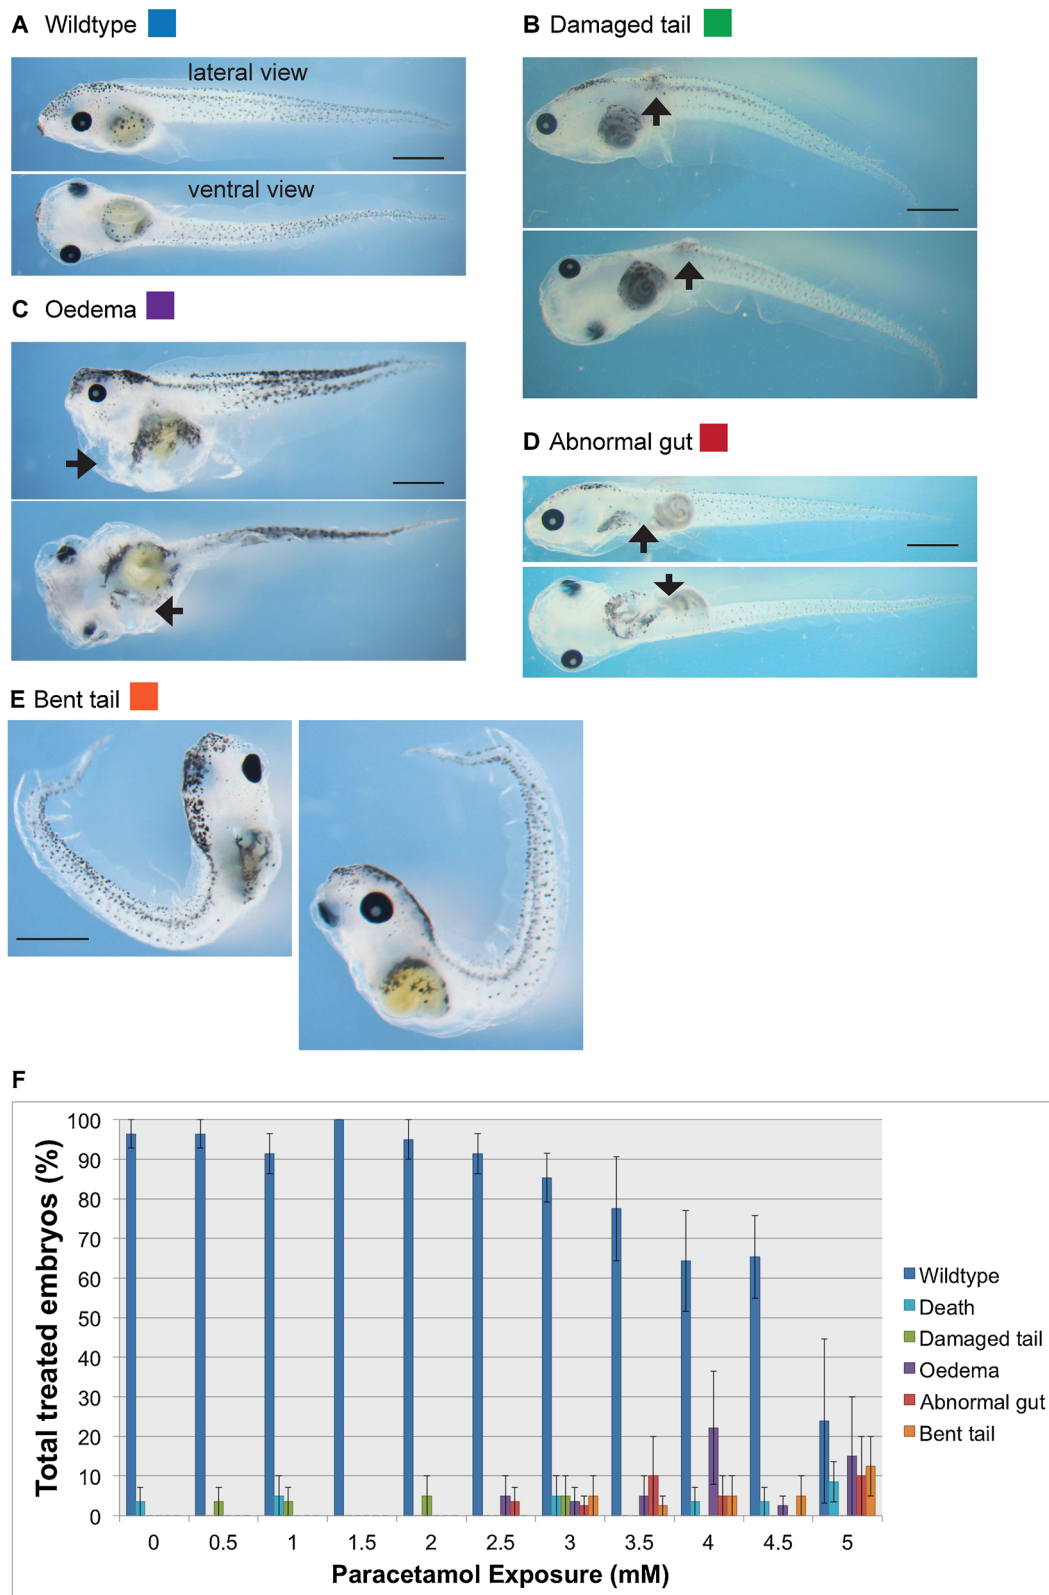 A Wildtype
lateral view
ventral view
B Damaged tail
C Oedema
D Abnormal gut
E Bent tail
F
Total treated embryos (%)
100
90
80
70
60
50
40
30
20
10
0
0 0.5 1 1.5 2 2.5 3 3.5 4 4.5 5
Paracetamol Exposure (mM)
Wildtype
Death
Damaged tail
Oedema
Abnormal gut
Bent tail